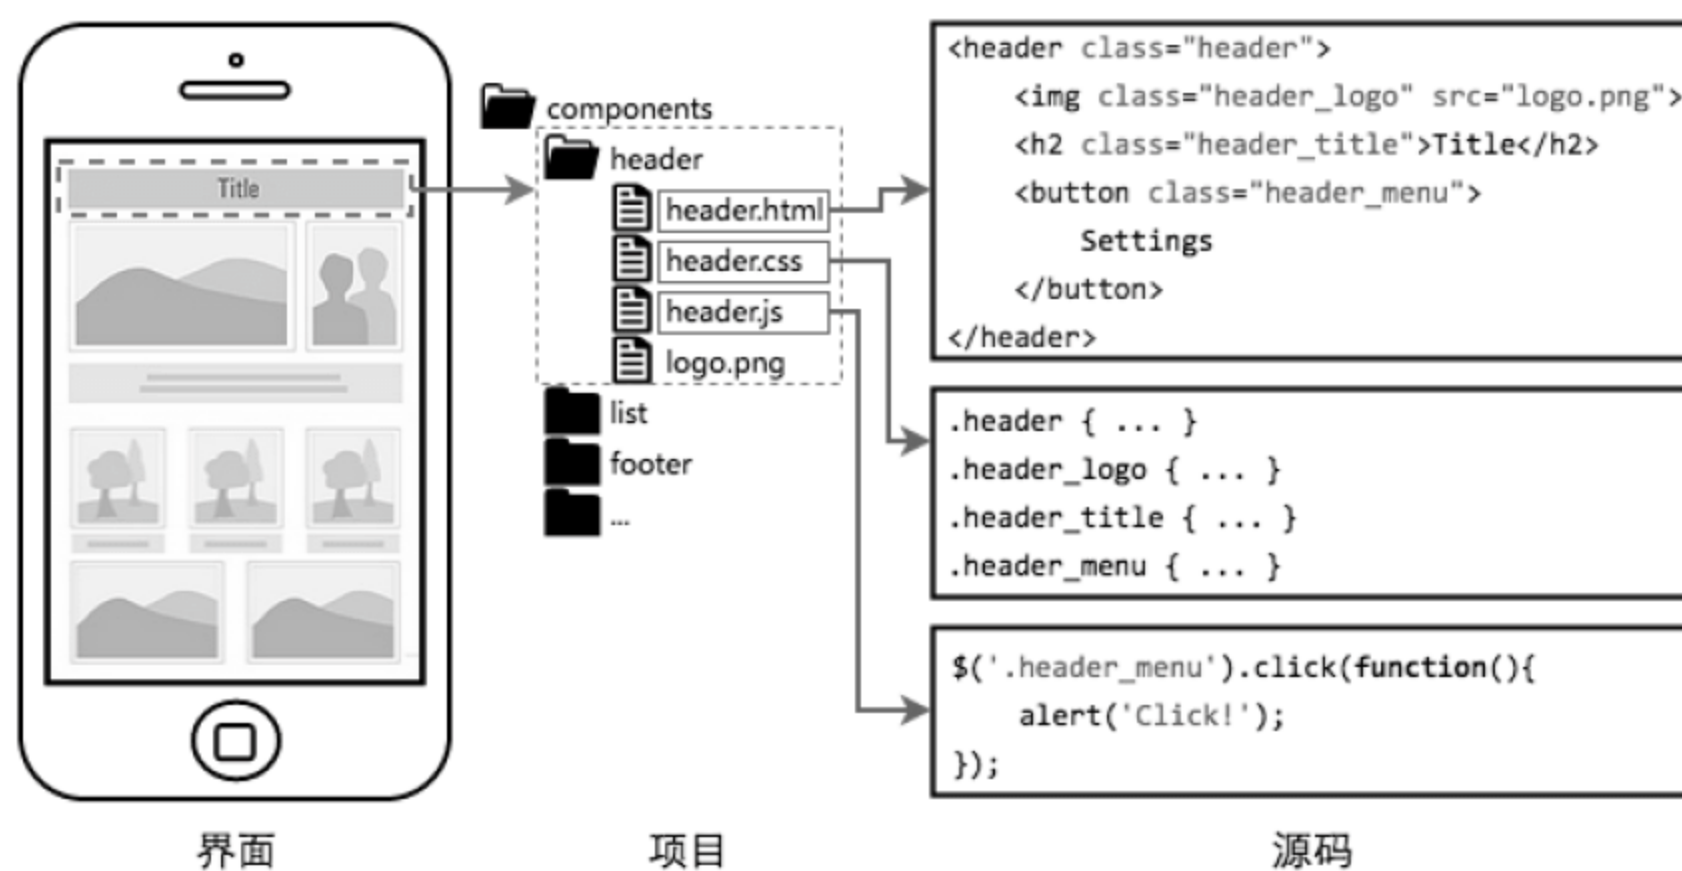 Title
components
header
header.html
header.css
header.js
logo.png
list
footer
...
<header class="header">
    <img class="header_logo" src="logo.png">
    <h2 class="header_title">Title</h2>
    <button class="header_menu">
        Settings
    </button>
</header>
.header { ... }
.header_logo { ... }
.header_title { ... }
.header_menu { ... }
$('.header_menu').click(function(){
    alert('Click!');
});
界面
项目
源码